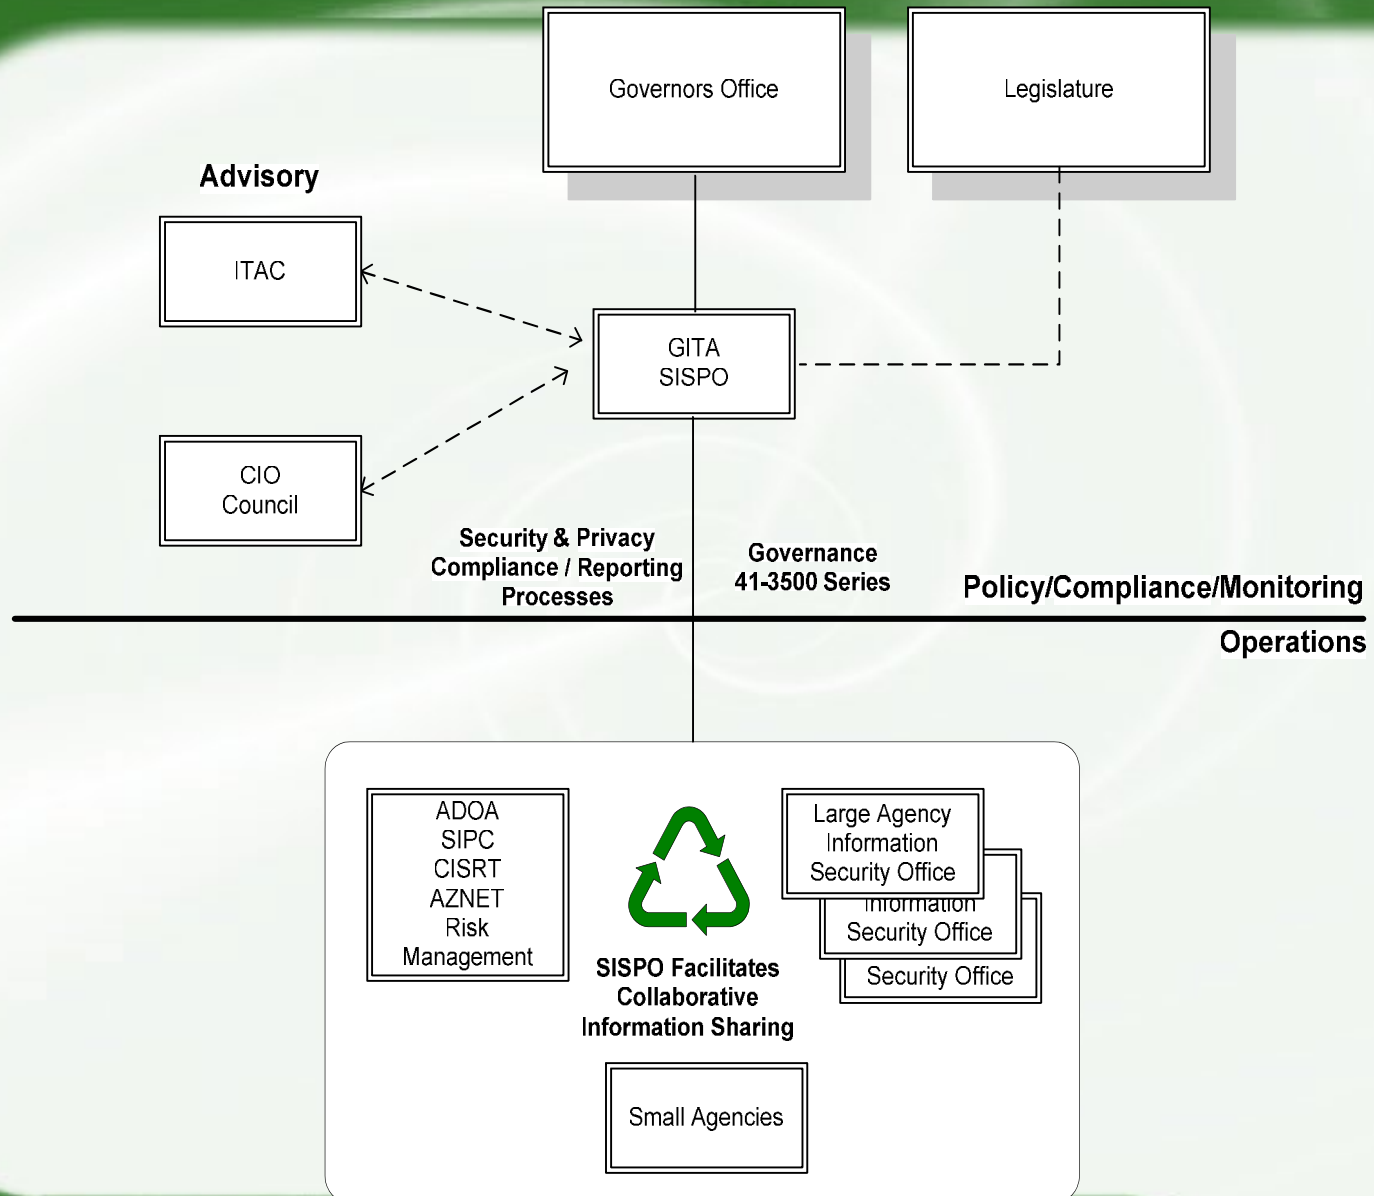 Governors Office
Legislature
Advisory
ITAC
GITA
SISPO
CIO
Council
Security & Privacy
Compliance / Reporting
Processes
Governance
41-3500 Series
Policy/Compliance/Monitoring
Operations
ADOA
SIPC
CISRT
AZNET
Risk
Management
SISPO Facilitates
Collaborative
Information Sharing
Large Agency
Information
Security Office
Information
Security Office
Security Office
Small Agencies